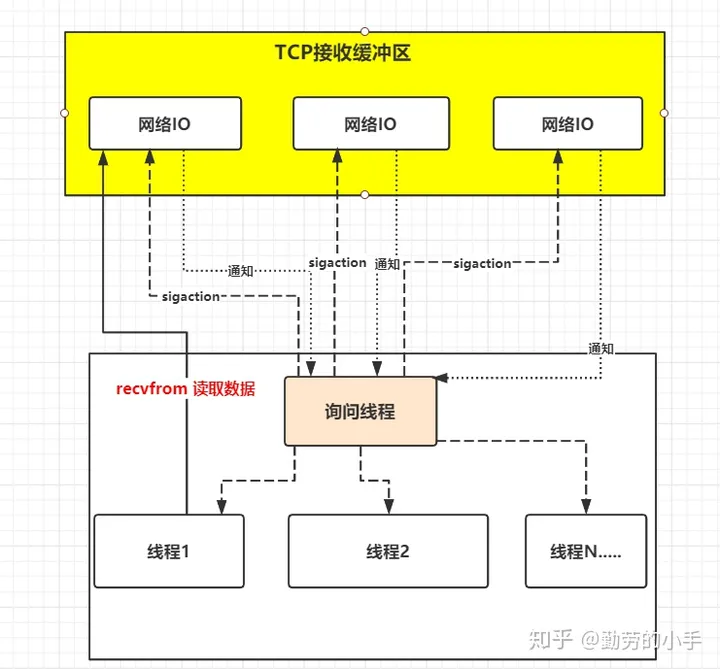 TCP接收缓冲区
网络IO
网络IO
网络IO
通知
sigaction
sigaction
通知
sigaction
通知
recvfrom 读取数据
询问线程
线程1
线程2
线程N.....
知乎 @勤劳的小手